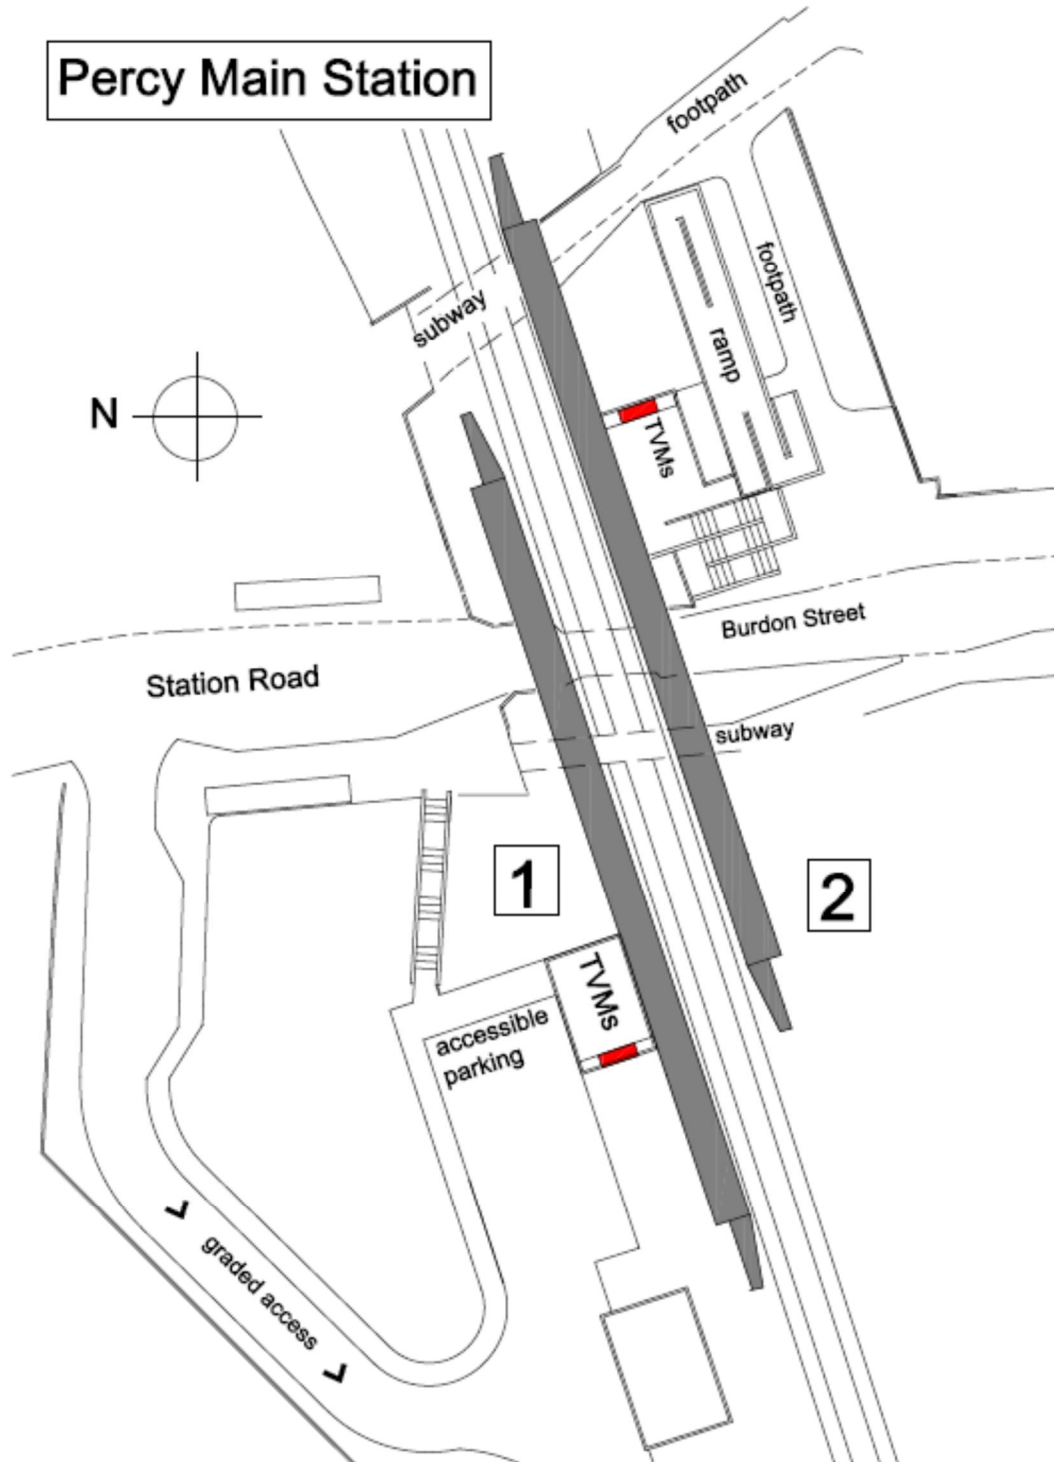 Percy Main Station
footpath
footpath
subway
ramp
N
TVMs
Burdon Street
Station Road
subway
1
2
TVMs
accessible
parking
graded access